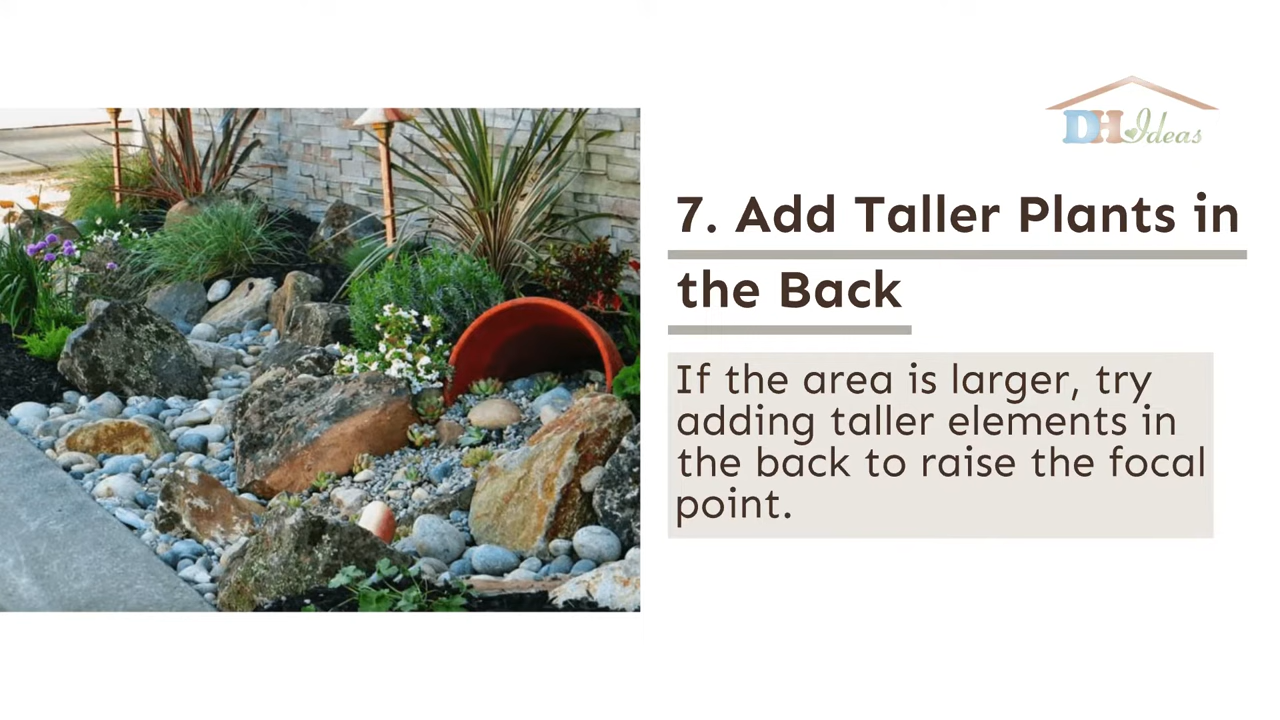 DH Ideas
7. Add Taller Plants in
the Back
If the area is larger, try
adding taller elements in
the back to raise the focal
point.